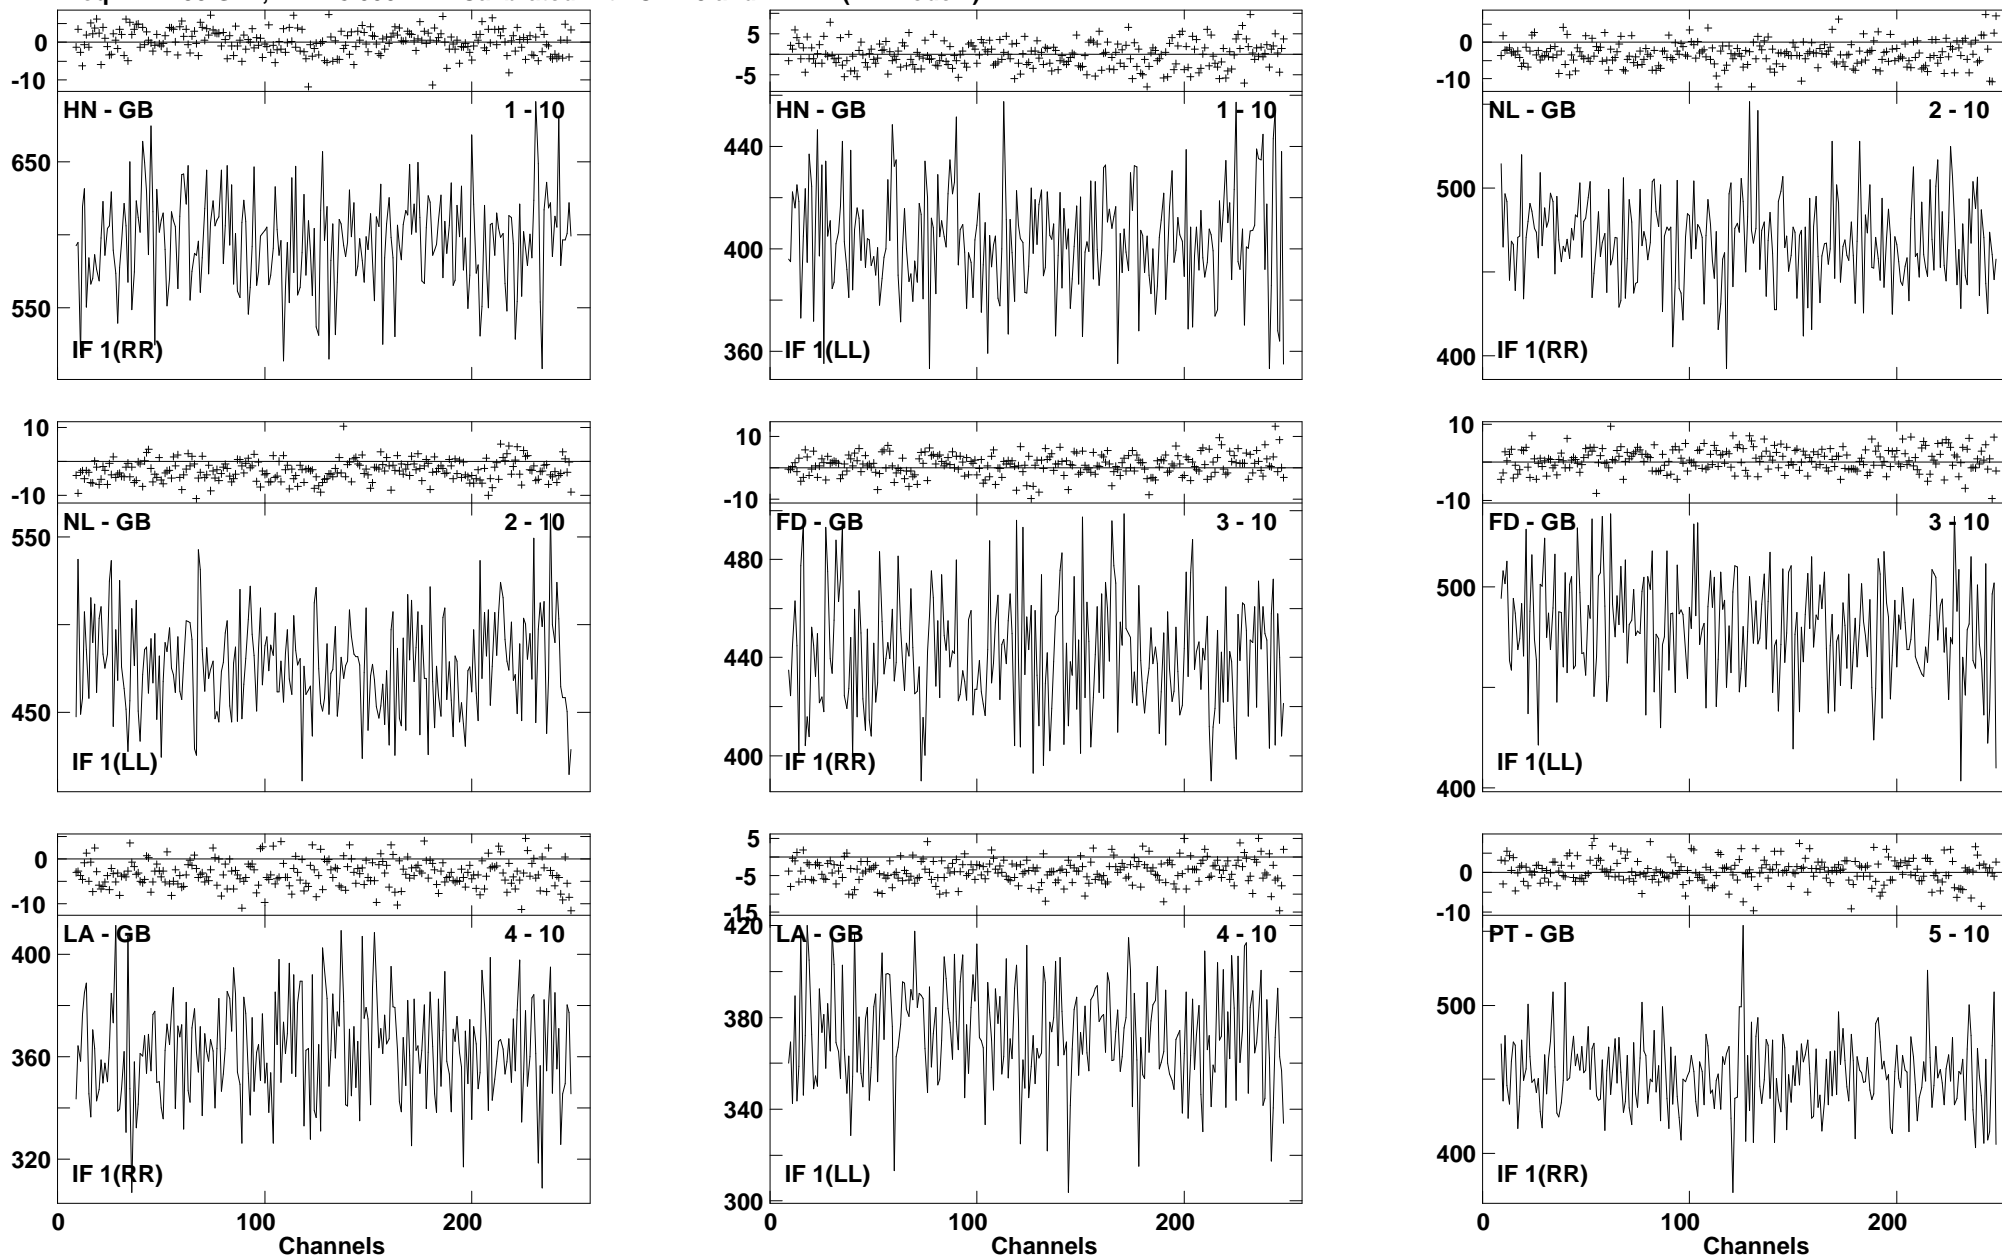 0
-10
HN - GB 1 - 10
650
550
IF 1(RR)
5
-5
HN - GB 1 - 10
440
400
360
IF 1(LL)
0
-10
NL - GB 2 - 10
500
400
IF 1(RR)
10
-10
NL - GB 2 - 10
550
450
IF 1(LL)
10
-10
FD - GB 3 - 10
480
440
400
IF 1(RR)
10
-10
FD - GB 3 - 10
500
400
IF 1(LL)
0
-10
LA - GB 4 - 10
400
360
320
IF 1(RR)
0 100 200
Channels
5
-5
-15
LA - GB 4 - 10
420
380
340
300
IF 1(LL)
0 100 200
Channels
0
-10
PT - GB 5 - 10
500
400
IF 1(RR)
0 100 200
Channels